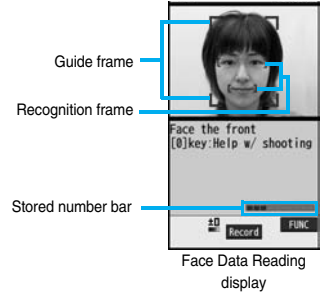 Guide frame
Recognition frame
Face the front
[0]key:Help w/ shooting
Stored number bar
±0
Record
FUNC
Face Data Reading
display